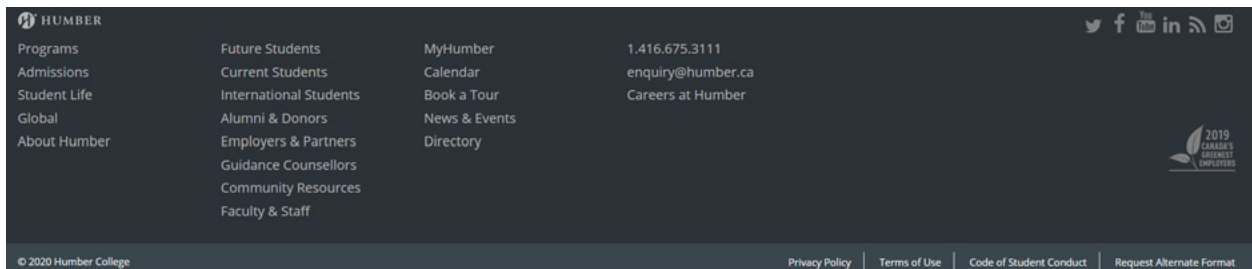 HUMBER
You Tube
Programs
Admissions
Student Life
Global
About Humber
Future Students
Current Students
International Students
Alumni & Donors
Employers & Partners
Guidance Counsellors
Community Resources
Faculty & Staff
MyHumber
Calendar
Book a Tour
News & Events
Directory
1.416.675.3111
enquiry@humber.ca
Careers at Humber
2019
CANADA'S
GREENEST
EMPLOYERS
© 2020 Humber College
Privacy Policy | Terms of Use | Code of Student Conduct | Request Alternate Format